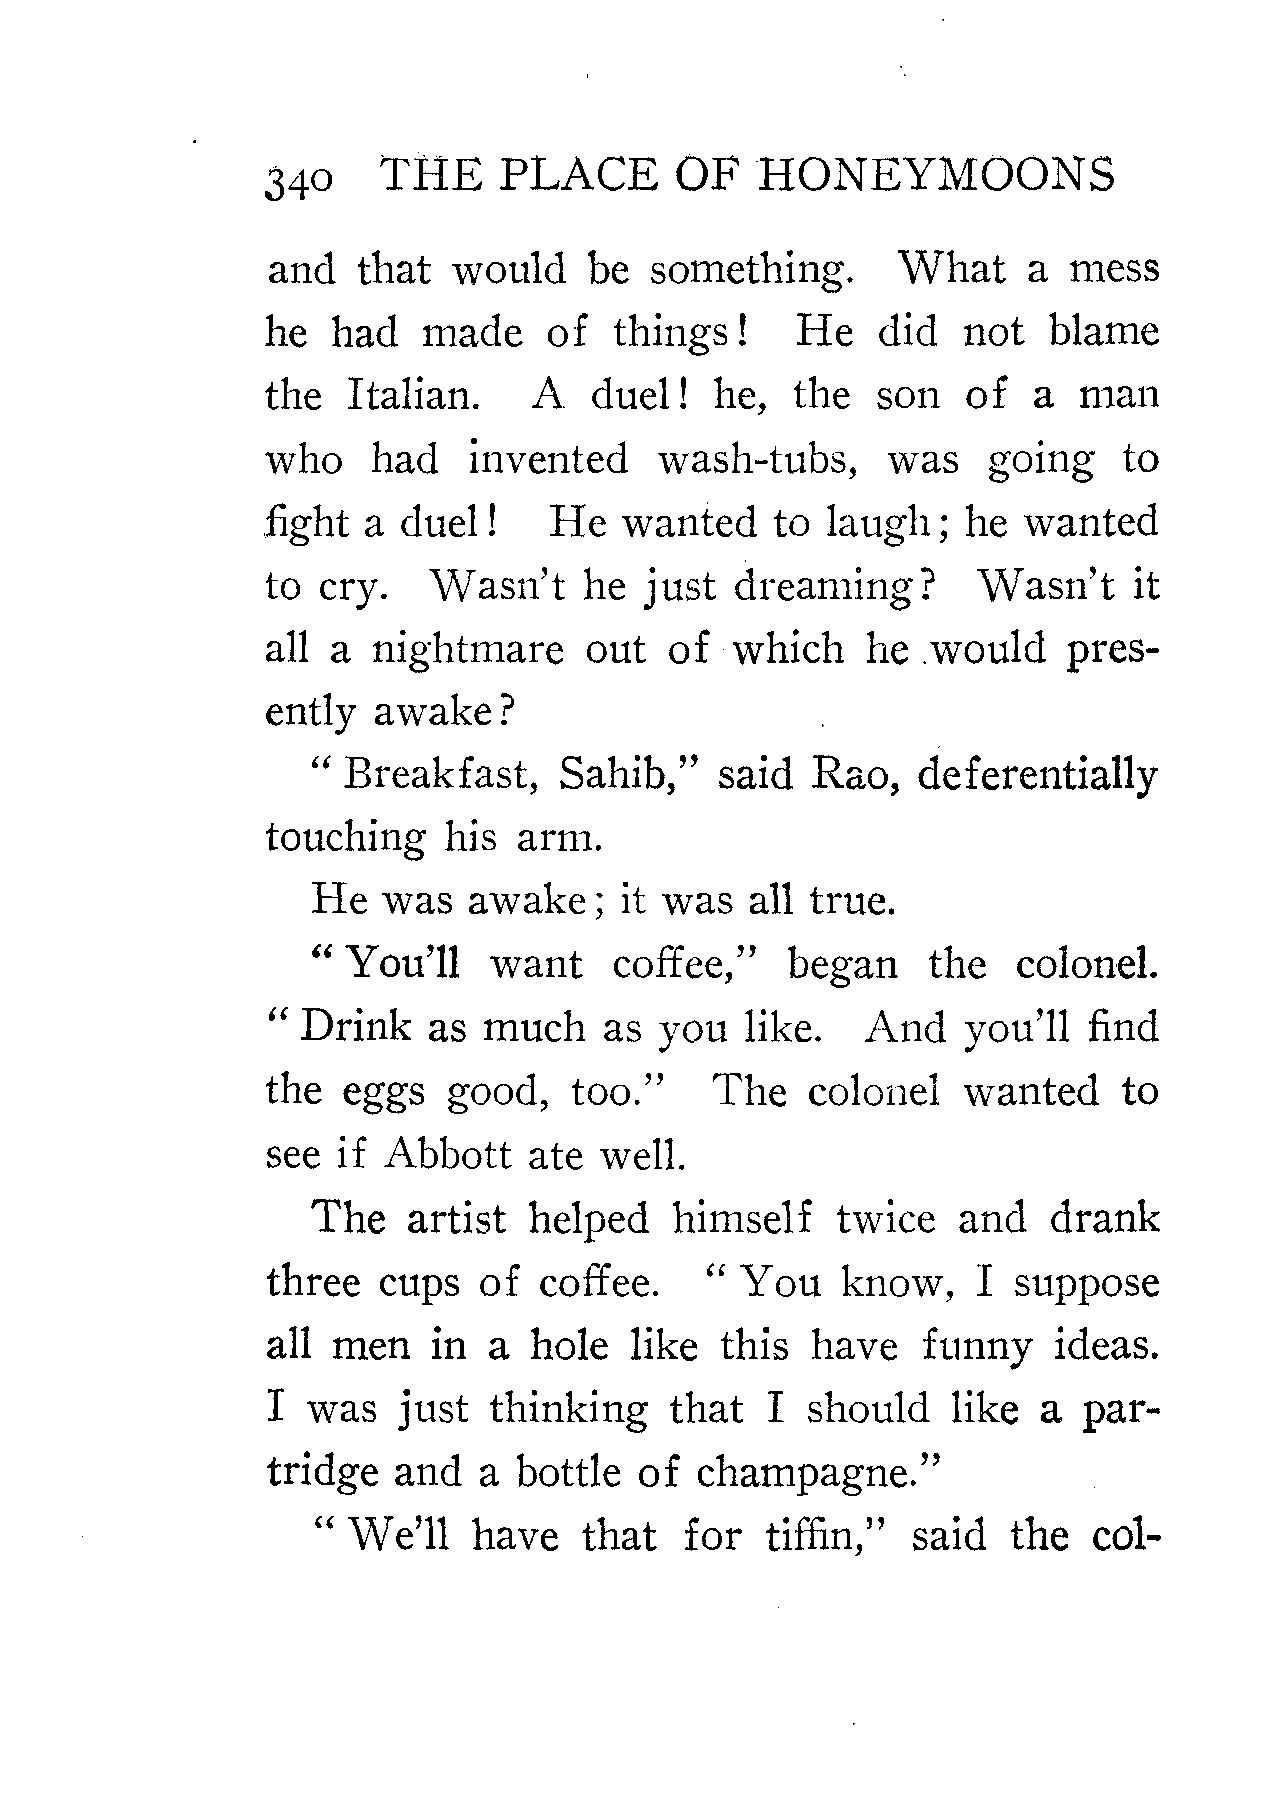 340 THE PLACE OF HONEYMOONS
and that would be something. What a mess
he had made of things! He did not blame
the Italian. A duel! he, the son of a man
who had invented wash-tubs, was going to
fight a duel! He wanted to laugh; he wanted
to cry. Wasn't he just dreaming? Wasn't it
all a nightmare out of which he would pres-
ently awake?
"Breakfast, Sahib," said Rao, deferentially
touching his arm.
He was awake; it was all true.
"You'll want coffee," began the colonel.
"Drink as much as you like. And you'll find
the eggs good, too." The colonel wanted to
see if Abbott ate well.
The artist helped himself twice and drank
three cups of coffee. "You know, I suppose
all men in a hole like this have funny ideas.
I was just thinking that I should like a par-
tridge and a bottle of champagne."
"We'll have that for tiffin," said the col-